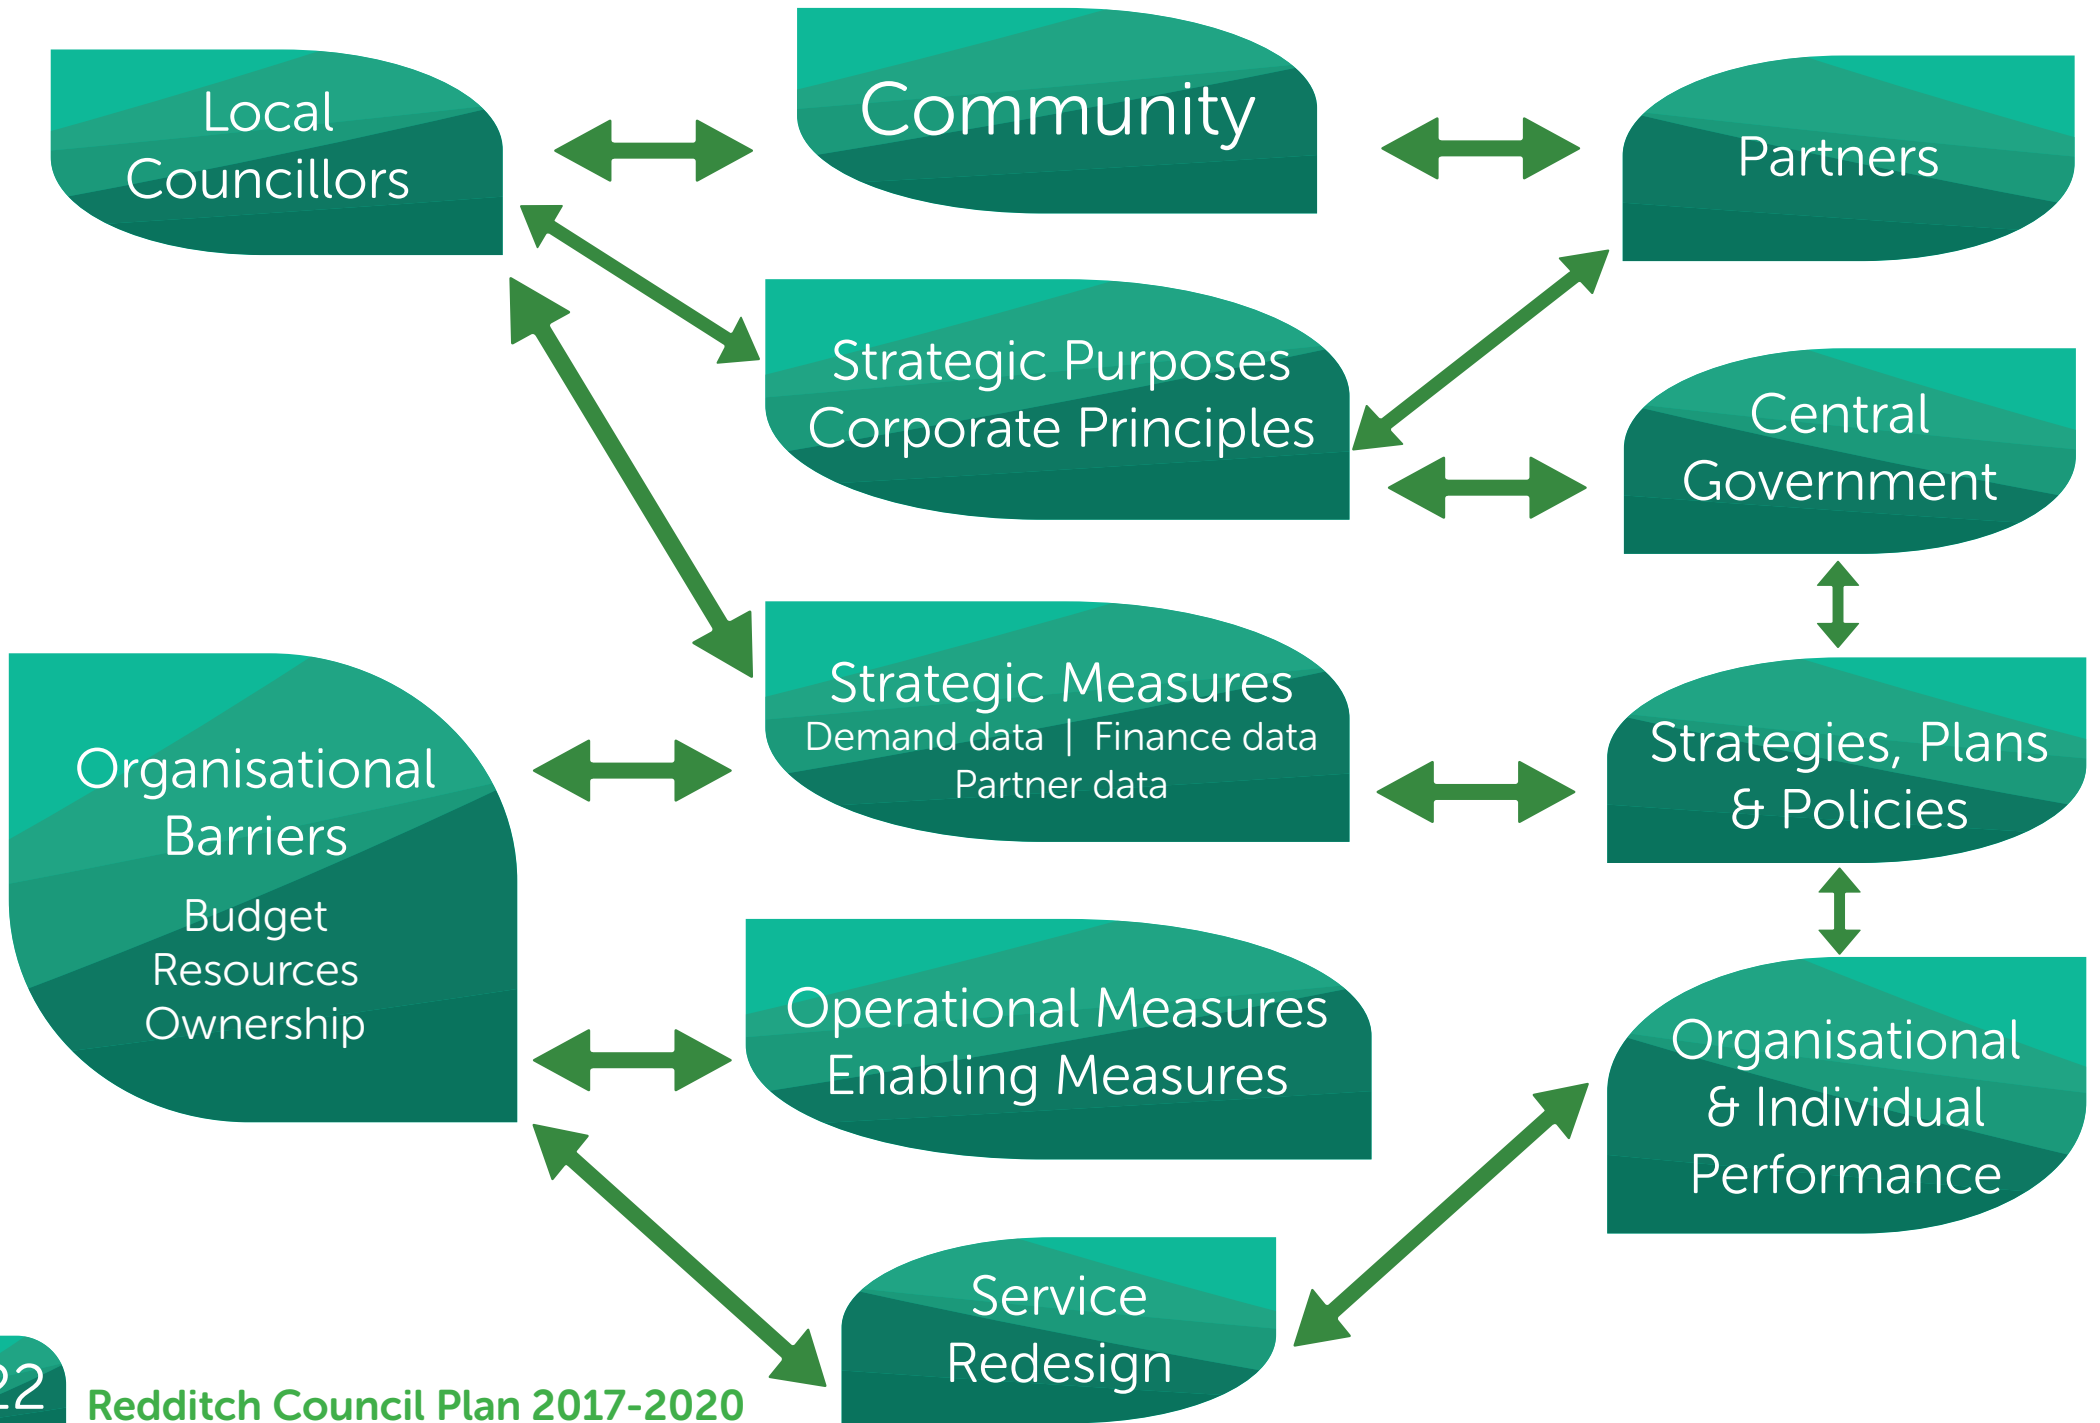 Local
Councillors
Community
Partners
Strategic Purposes
Corporate Principles
Central
Government
Strategic Measures
Demand data | Finance data
Partner data
Strategies, Plans
& Policies
Organisational
Barriers
Budget
Resources
Ownership
Operational Measures
Enabling Measures
Organisational
& Individual
Performance
Service
Redesign
22
Redditch Council Plan 2017-2020